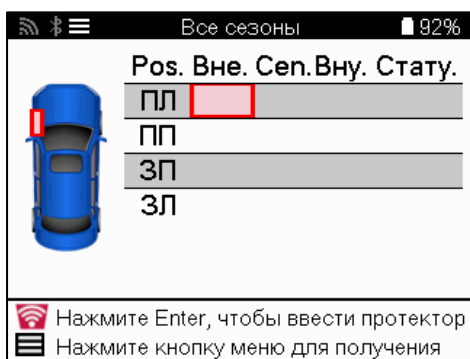 Все сезоны 92%
Pos. Вне. Cen. Вну. Стату.
ПЛ
ПП
ЗП
ЗЛ
Нажмите Enter, чтобы ввести протектор
Нажмите кнопку меню для получения